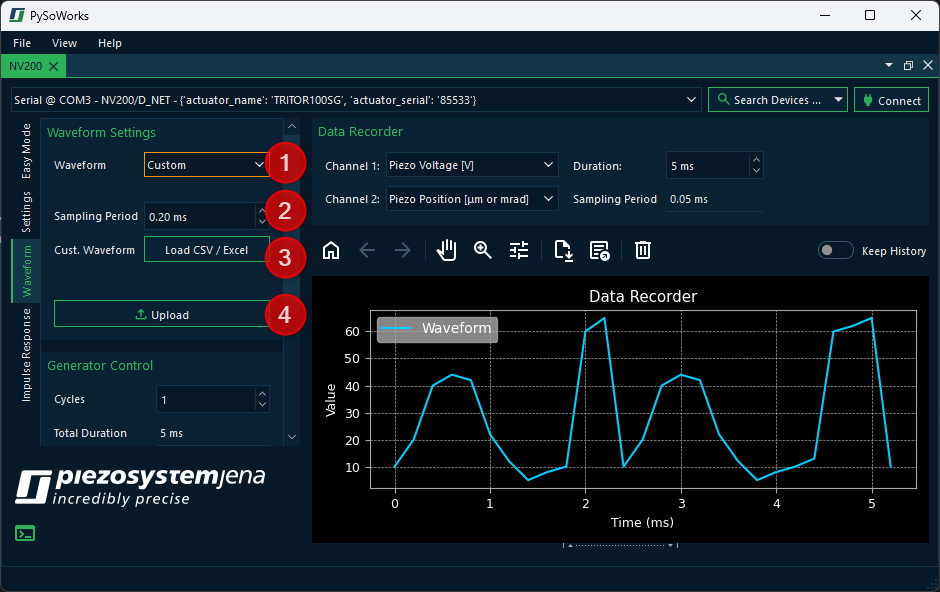 PySoWorks
File View Help
NV200
Serial @ COM3 - NV200/D_NET - {'actuator_name': 'TRITOR100SG', 'actuator_serial': '85533'}
Search Devices ...
Connect
Easy Mode
Settings
Waveform
Impulse Response
Waveform Settings
Waveform Custom 1
Sampling Period 0.20 ms 2
Cust. Waveform Load CSV / Excel 3
Upload 4
Generator Control
Cycles 1
Total Duration 5 ms
Data Recorder
Channel 1: Piezo Voltage [V] Duration: 5 ms
Channel 2: Piezo Position [µm or mrad] Sampling Period 0.05 ms
Keep History
Data Recorder
Waveform
Value
60
50
40
30
20
10
0 1 2 3 4 5
Time (ms)
piezosystemjena
incredibly precise